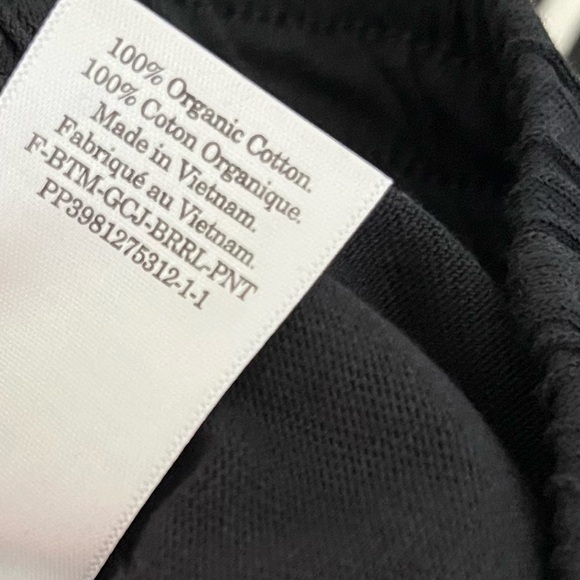 100% Organic Cotton.
100% Coton Organique.
Made in Vietnam.
Fabriqué au Vietnam.
F-BTM-GCJ-BRRL-PNT
PP3981275312-1-1